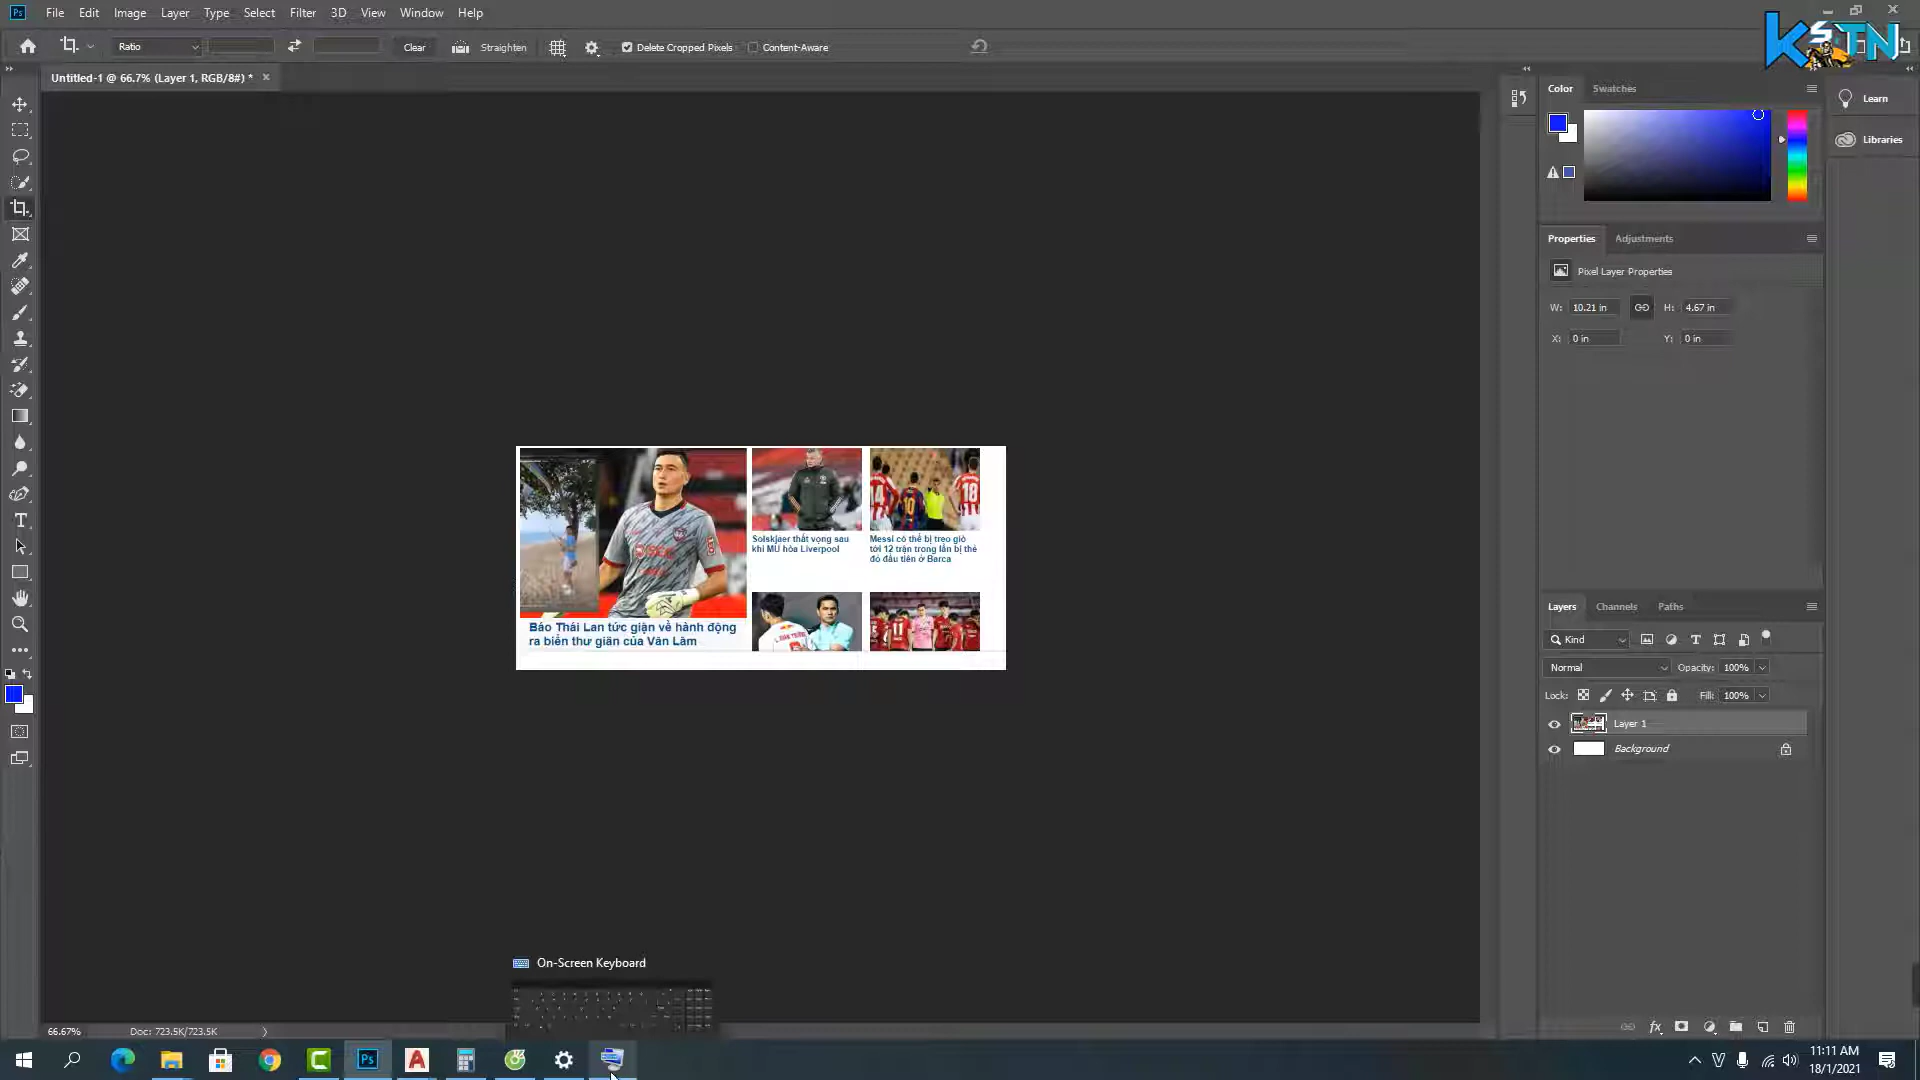 Ps File Edit Image Layer Type Select Filter 3D View Window Help
Ratio Clear Straighten Delete Cropped Pixels Content-Aware
KSTN
Untitled-1 @ 66.7% (Layer 1, RGB/8#) *
Color Swatches
Learn
Libraries
Properties Adjustments
Pixel Layer Properties
W: 10.21 in H: 4.67 in
X: 0 in Y: 0 in
14 10 18
Solskjaer thất vọng sau
khi MU hòa Liverpool
Messi có thể bị treo giò
tới 12 trận trong lần bị thẻ
đỏ đầu tiên ở Barca
Báo Thái Lan tức giận về hành động
ra biển thư giãn của Văn Lâm
11
Layers Channels Paths
Kind
Normal Opacity: 100%
Lock: Fill: 100%
Layer 1
Background
On-Screen Keyboard
66.67% Doc: 723.5K/723.5K
11:11 AM
18/1/2021